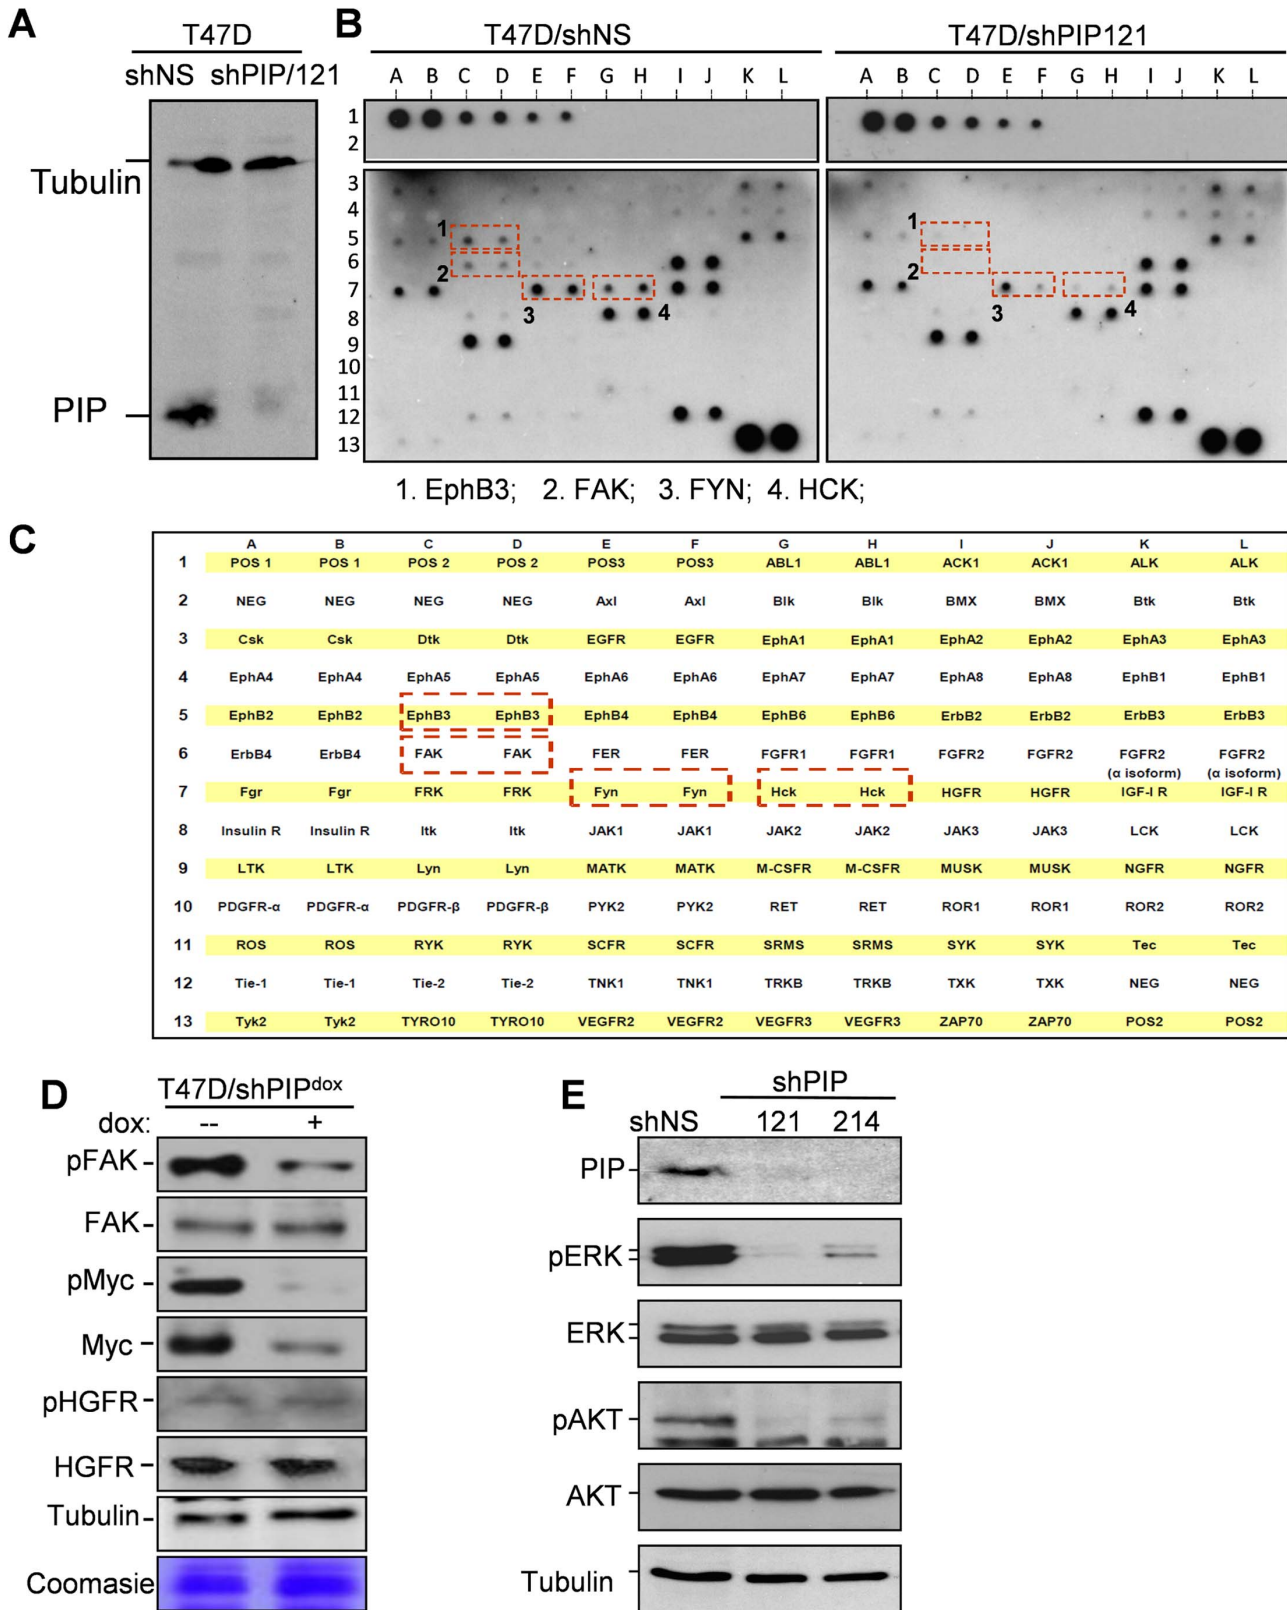 A
T47D
shNS shPIP/121
Tubulin
PIP
B
T47D/shNS
A B C D E F G H I J K L
T47D/shPIP121
A B C D E F G H I J K L
1
2
3
4
5
6
7
8
9
10
11
12
13
1
2
3
4
1
2
3
4
1. EphB3; 2. FAK; 3. FYN; 4. HCK;
C
A B C D E F G H I J K L
1 POS 1 POS 1 POS 2 POS 2 POS3 POS3 ABL1 ABL1 ACK1 ACK1 ALK ALK
2 NEG NEG NEG NEG Axl Axl Blk Blk BMX BMX Btk Btk
3 Csk Csk Dtk Dtk EGFR EGFR EphA1 EphA1 EphA2 EphA2 EphA3 EphA3
4 EphA4 EphA4 EphA5 EphA5 EphA6 EphA6 EphA7 EphA7 EphA8 EphA8 EphB1 EphB1
5 EphB2 EphB2 EphB3 EphB3 EphB4 EphB4 EphB6 EphB6 ErbB2 ErbB2 ErbB3 ErbB3
6 ErbB4 ErbB4 FAK FAK FER FER FGFR1 FGFR1 FGFR2 FGFR2 FGFR2 FGFR2
(α isoform) (α isoform)
7 Fgr Fgr FRK FRK Fyn Fyn Hck Hck HGFR HGFR IGF-I R IGF-I R
8 Insulin R Insulin R Itk Itk JAK1 JAK1 JAK2 JAK2 JAK3 JAK3 LCK LCK
9 LTK LTK Lyn Lyn MATK MATK M-CSFR M-CSFR MUSK MUSK NGFR NGFR
10 PDGFR-α PDGFR-α PDGFR-β PDGFR-β PYK2 PYK2 RET RET ROR1 ROR1 ROR2 ROR2
11 ROS ROS RYK RYK SCFR SCFR SRMS SRMS SYK SYK Tec Tec
12 Tie-1 Tie-1 Tie-2 Tie-2 TNK1 TNK1 TRKB TRKB TXK TXK NEG NEG
13 Tyk2 Tyk2 TYRO10 TYRO10 VEGFR2 VEGFR2 VEGFR3 VEGFR3 ZAP70 ZAP70 POS2 POS2
D
T47D/shPIPdox
dox: -- +
pFAK
FAK
pMyc
Myc
pHGFR
HGFR
Tubulin
Coomasie
E
shPIP
shNS 121 214
PIP
pERK
ERK
pAKT
AKT
Tubulin